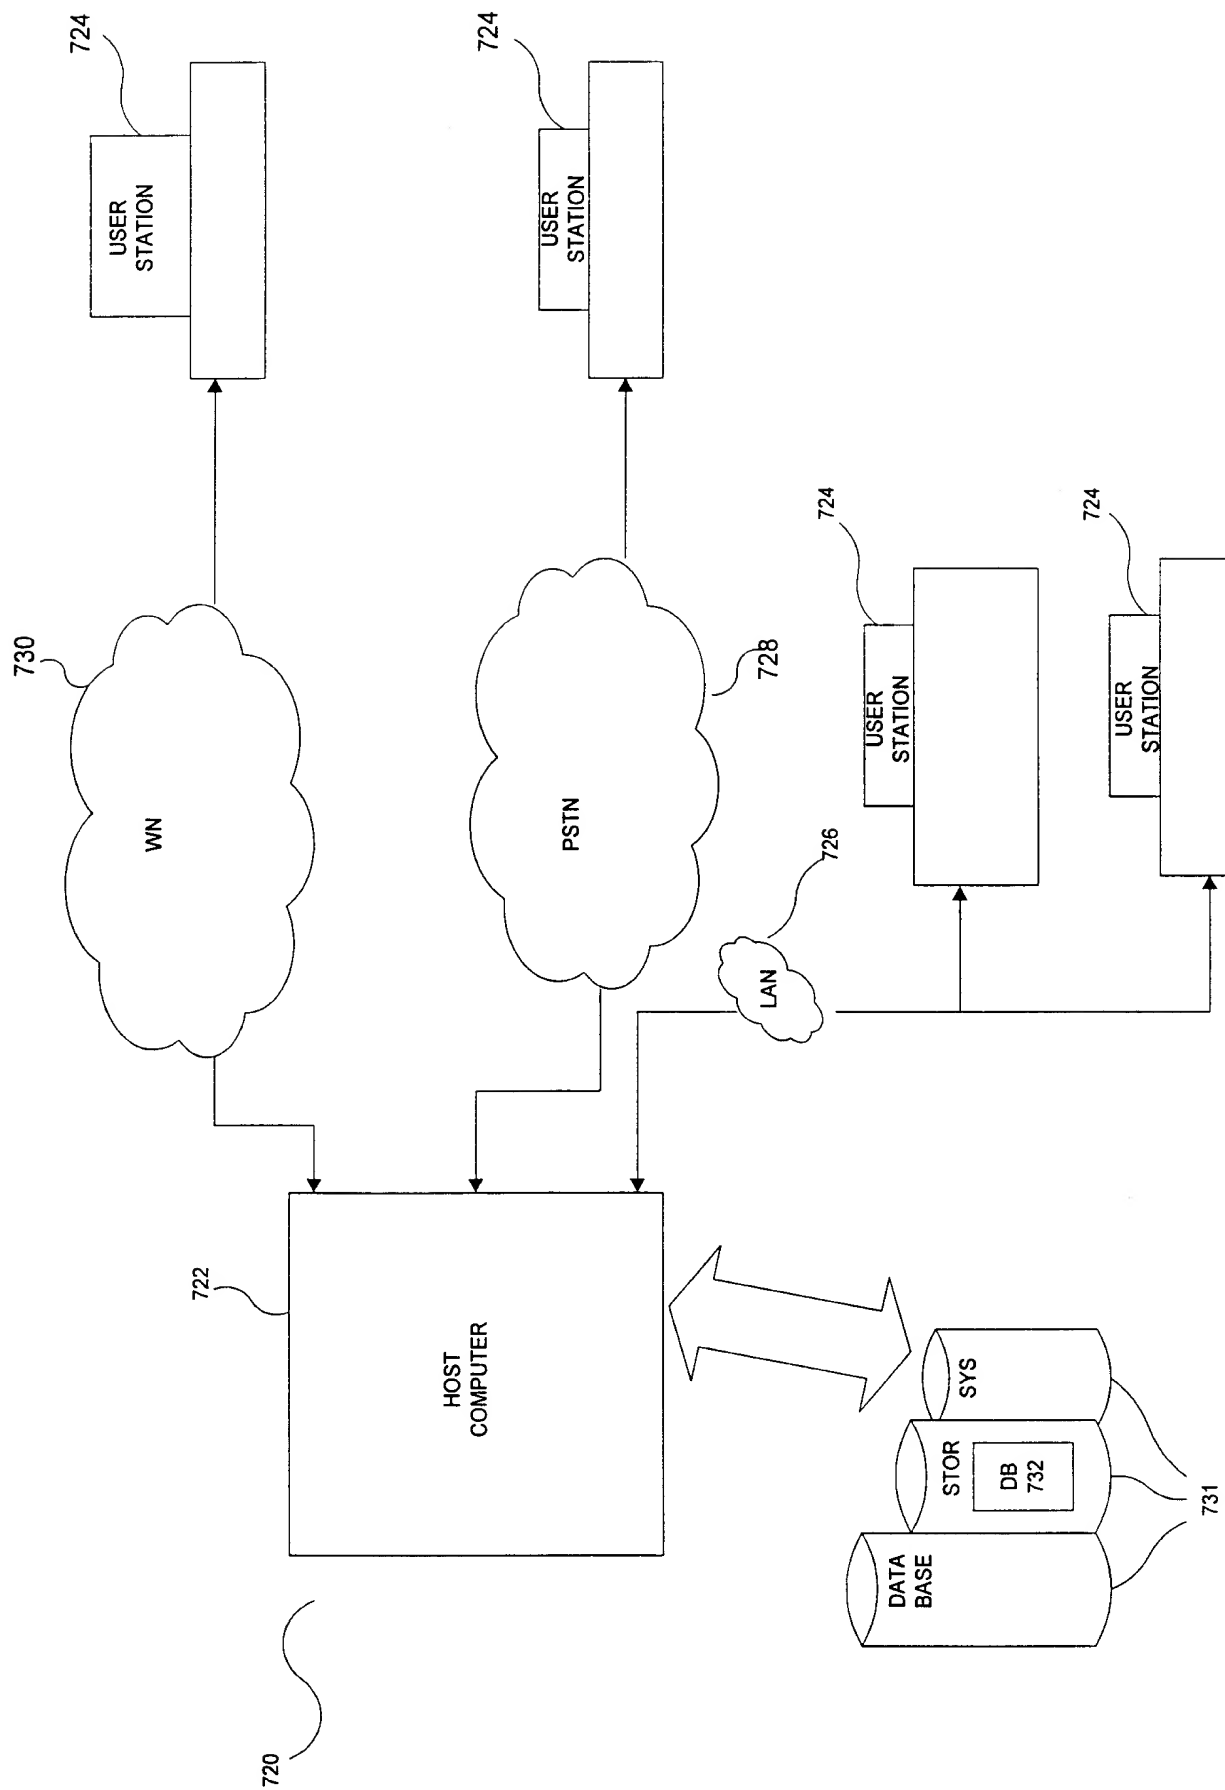 724
USER
STATION
724
USER
STATION
730
WN
728
PSTN
724
USER
STATION
724
USER
STATION
726
LAN
722
HOST
COMPUTER
SYS
STOR
DB
732
DATA
BASE
731
720